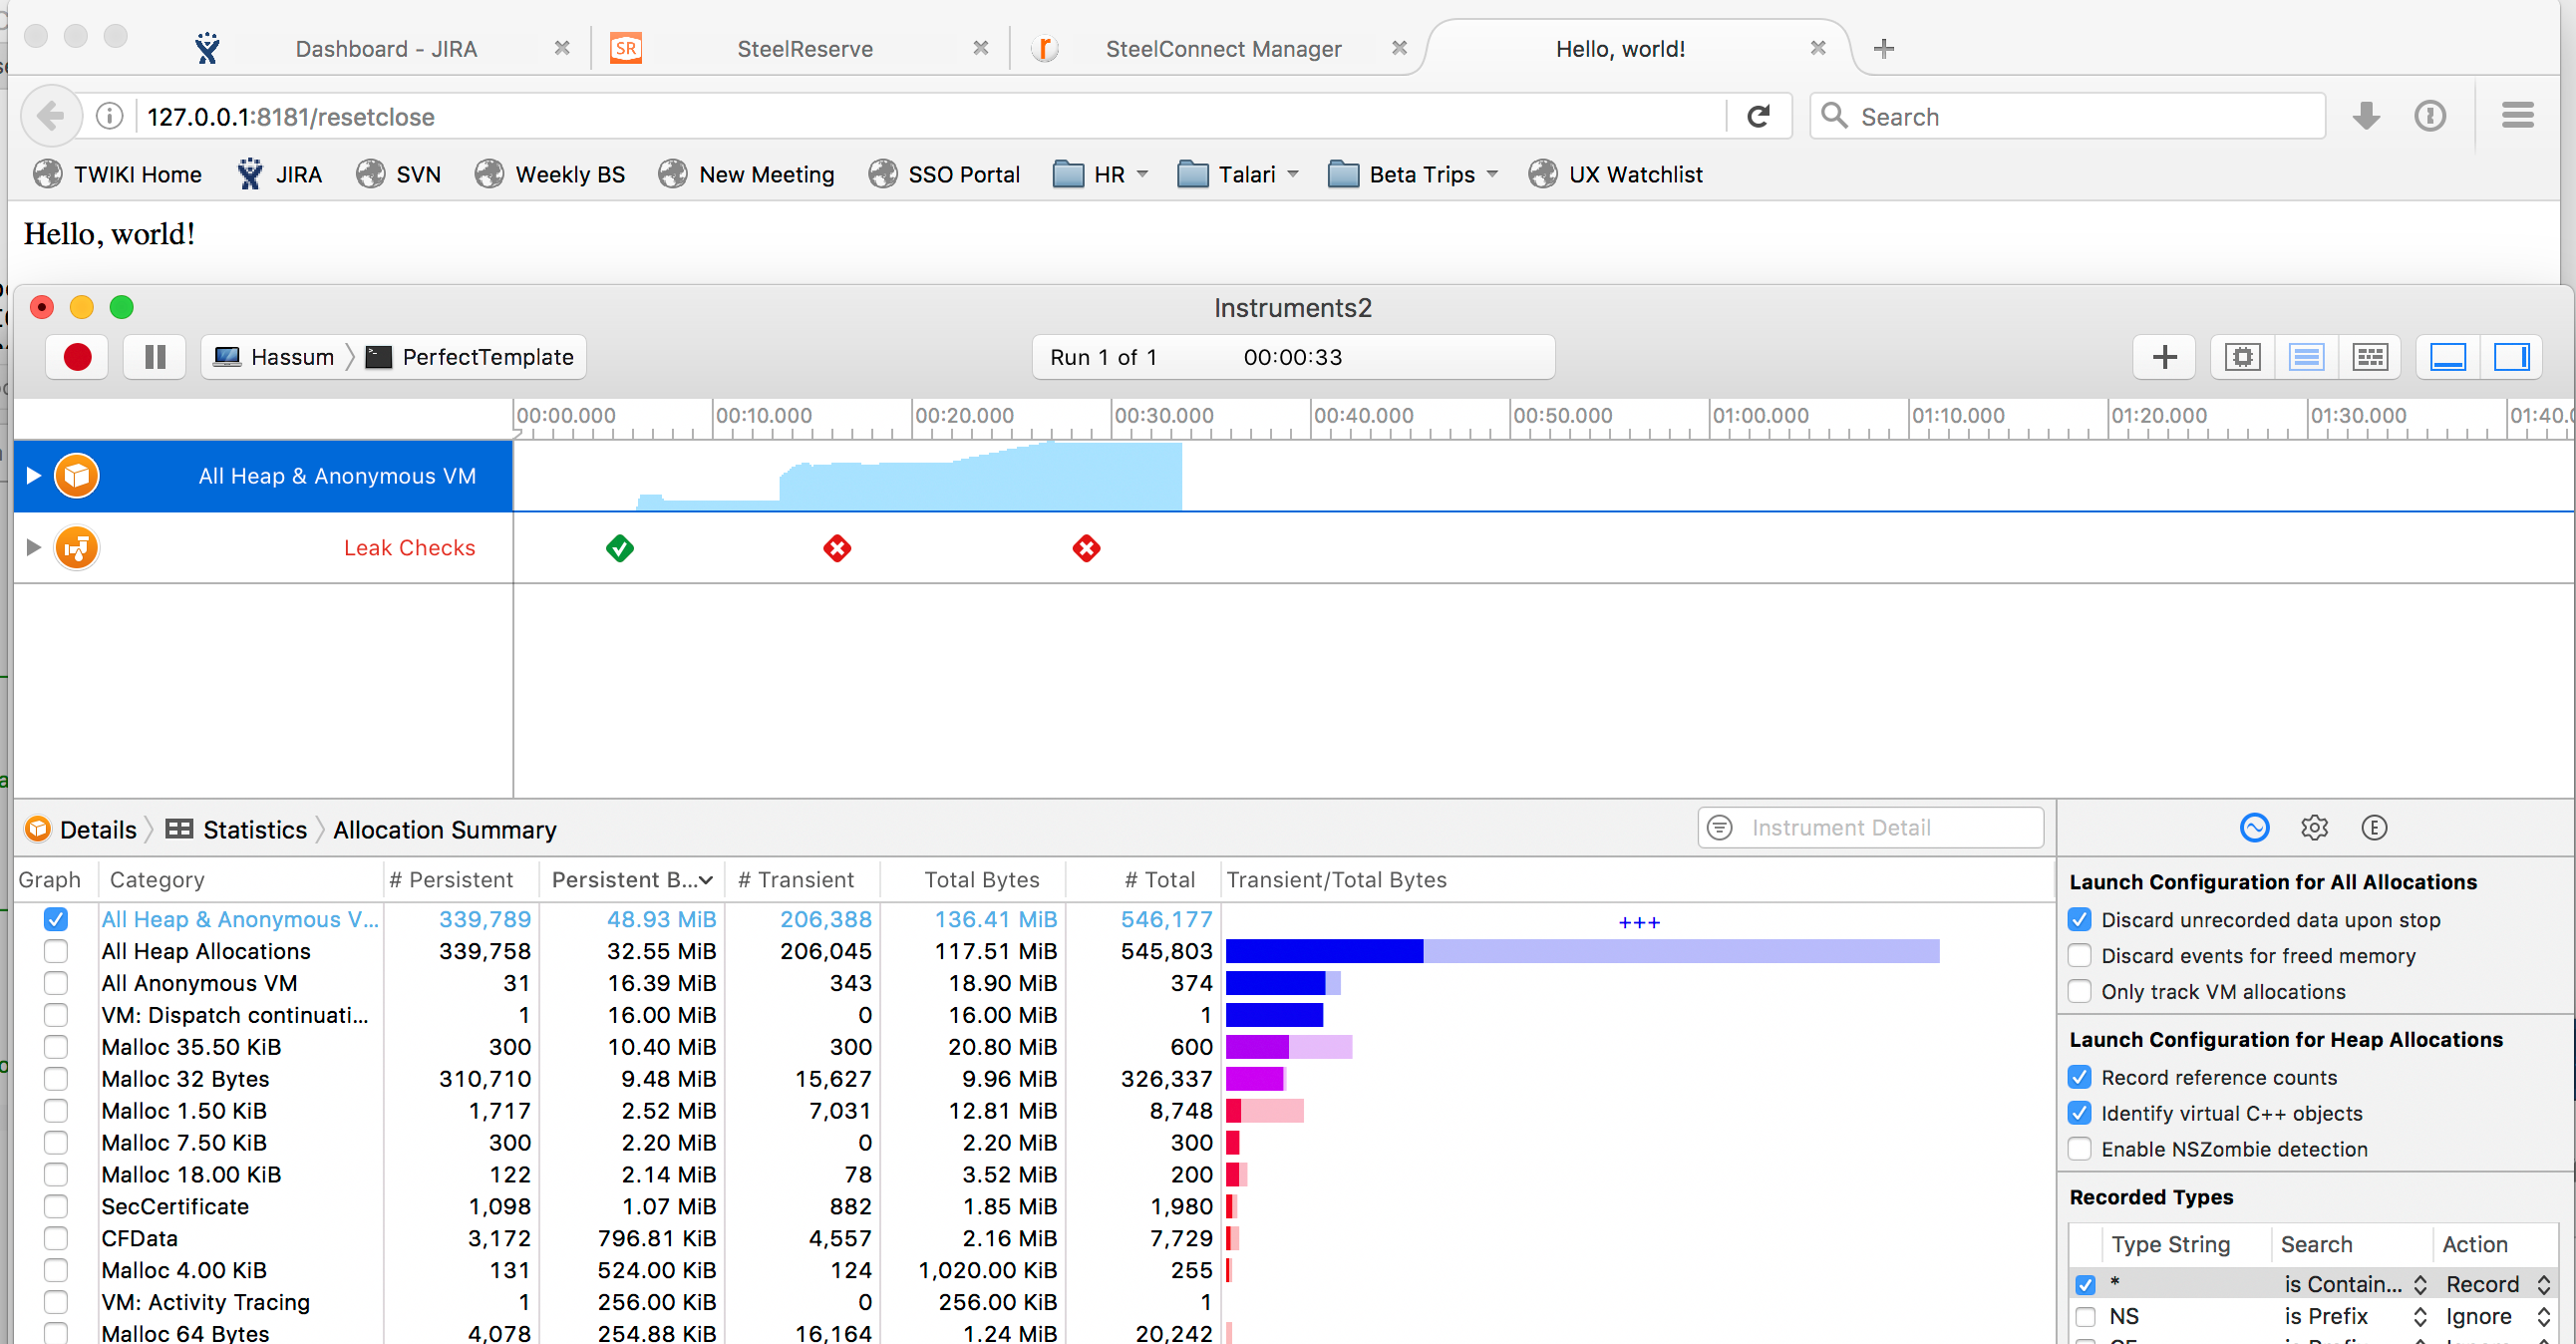 Dashboard - JIRA
SR SteelReserve
SteelConnect Manager
Hello, world!
127.0.0.1:8181/resetclose
Search
TWIKI Home JIRA SVN Weekly BS New Meeting SSO Portal HR Talari Beta Trips UX Watchlist
Hello, world!
Instruments2
Hassum PerfectTemplate
Run 1 of 1 00:00:33
00:00.000 00:10.000 00:20.000 00:30.000 00:40.000 00:50.000 01:00.000 01:10.000 01:20.000 01:30.000 01:40.0
All Heap & Anonymous VM
Leak Checks
Details Statistics Allocation Summary
Instrument Detail
Graph Category # Persistent Persistent B... # Transient Total Bytes # Total Transient/Total Bytes
All Heap & Anonymous V... 339,789 48.93 MiB 206,388 136.41 MiB 546,177 +++
All Heap Allocations 339,758 32.55 MiB 206,045 117.51 MiB 545,803
All Anonymous VM 31 16.39 MiB 343 18.90 MiB 374
VM: Dispatch continuati... 1 16.00 MiB 0 16.00 MiB 1
Malloc 35.50 KiB 300 10.40 MiB 300 20.80 MiB 600
Malloc 32 Bytes 310,710 9.48 MiB 15,627 9.96 MiB 326,337
Malloc 1.50 KiB 1,717 2.52 MiB 7,031 12.81 MiB 8,748
Malloc 7.50 KiB 300 2.20 MiB 0 2.20 MiB 300
Malloc 18.00 KiB 122 2.14 MiB 78 3.52 MiB 200
SecCertificate 1,098 1.07 MiB 882 1.85 MiB 1,980
CFData 3,172 796.81 KiB 4,557 2.16 MiB 7,729
Malloc 4.00 KiB 131 524.00 KiB 124 1,020.00 KiB 255
VM: Activity Tracing 1 256.00 KiB 0 256.00 KiB 1
Malloc 64 Bytes 4,078 254.88 KiB 16,164 1.24 MiB 20,242
E
Launch Configuration for All Allocations
Discard unrecorded data upon stop
Discard events for freed memory
Only track VM allocations
Launch Configuration for Heap Allocations
Record reference counts
Identify virtual C++ objects
Enable NSZombie detection
Recorded Types
Type String Search Action
* is Contain... Record
NS is Prefix Ignore